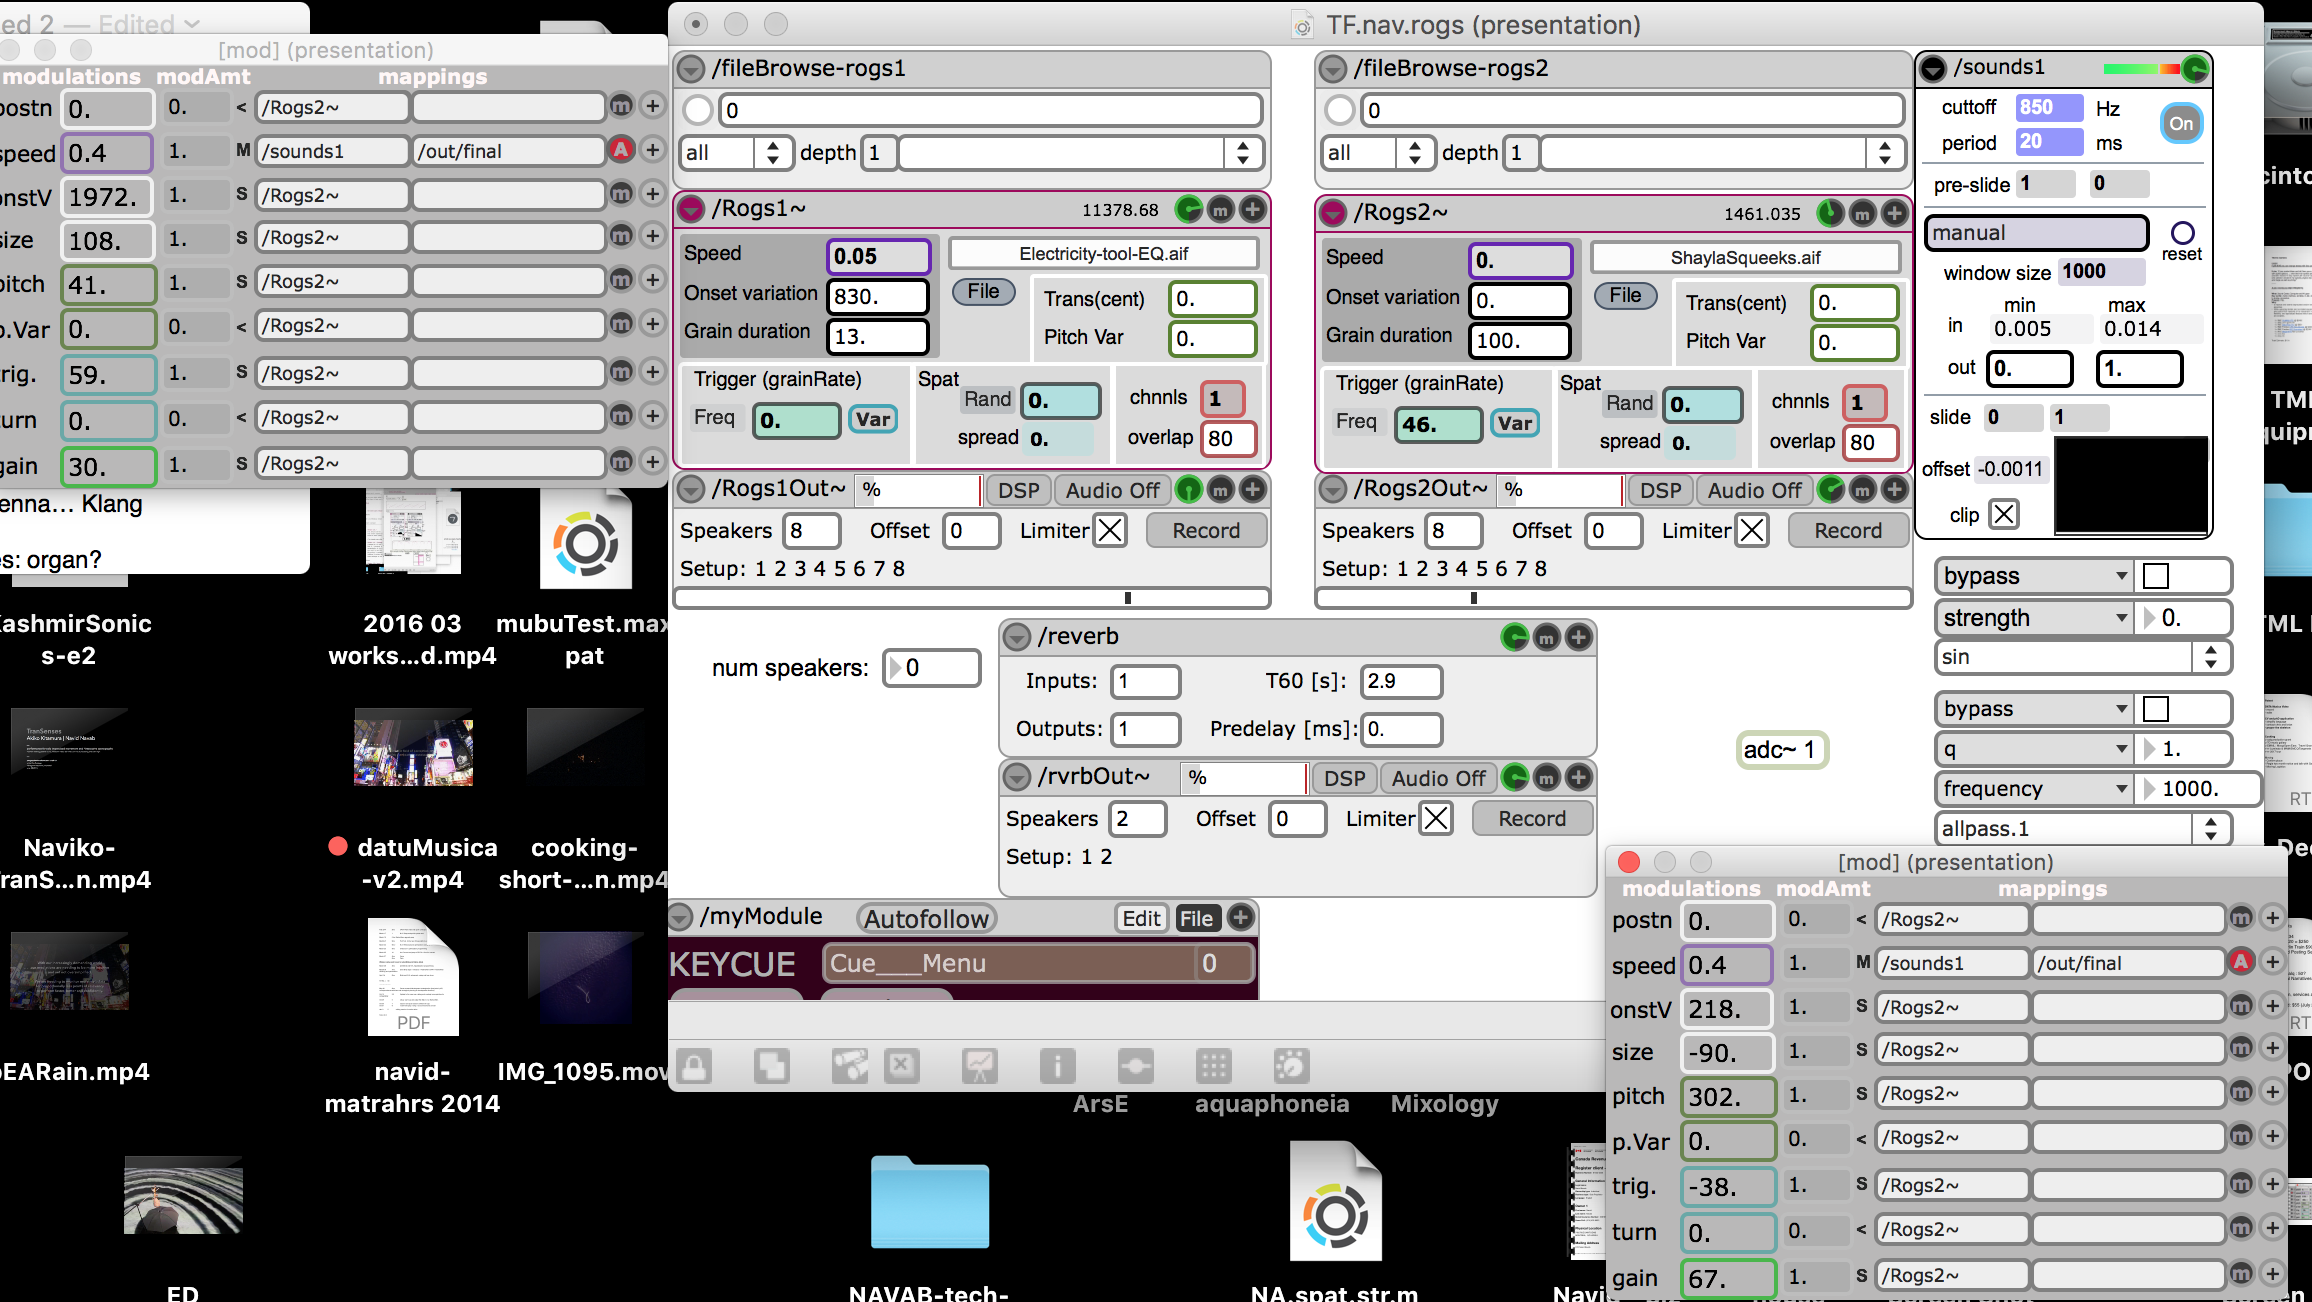 ed 2 — Edited
[mod] (presentation)
modulations modAmt mappings
postn 0. 0. < /Rogs2~ m +
speed 0.4 1. M /sounds1 /out/final A +
onstV 1972. 1. S /Rogs2~ m +
size 108. 1. S /Rogs2~ m +
pitch 41. 1. S /Rogs2~ m +
p.Var 0. 0. < /Rogs2~ m +
trig. 59. 1. S /Rogs2~ m +
turn 0. 0. < /Rogs2~ m +
gain 30. 1. S /Rogs2~ m +
enna... Klang
s: organ?
TF.nav.rogs (presentation)
/fileBrowse-rogs1
0
all depth 1
/Rogs1~ 11378.68 m +
Speed 0.05 Electricity-tool-EQ.aif
Onset variation 830. File Trans(cent) 0.
Grain duration 13. Pitch Var 0.
Trigger (grainRate) Spat
Freq 0. Var Rand 0. chnnls 1
spread 0. overlap 80
/Rogs1Out~ % DSP Audio Off m +
Speakers 8 Offset 0 Limiter Record
Setup: 1 2 3 4 5 6 7 8
/fileBrowse-rogs2
0
all depth 1
/Rogs2~ 1461.035 m +
Speed 0. ShaylaSqueeks.aif
Onset variation 0. File Trans(cent) 0.
Grain duration 100. Pitch Var 0.
Trigger (grainRate) Spat
Freq 46. Var Rand 0. chnnls 1
spread 0. overlap 80
/Rogs2Out~ % DSP Audio Off m +
Speakers 8 Offset 0 Limiter Record
Setup: 1 2 3 4 5 6 7 8
/sounds1
cuttoff 850 Hz On
period 20 ms
pre-slide 1 0
manual
reset
window size 1000
min max
in 0.005 0.014
out 0. 1.
slide 0 1
offset -0.0011
clip
bypass
strength 0.
sin
bypass
q 1.
frequency 1000.
allpass.1
num speakers: 0
/reverb m +
Inputs: 1 T60 [s]: 2.9
Outputs: 1 Predelay [ms]: 0.
/rvrbOut~ % DSP Audio Off m +
Speakers 2 Offset 0 Limiter Record
Setup: 1 2
adc~ 1
/myModule Autofollow Edit File +
KEYCUE Cue___Menu 0
[mod] (presentation)
modulations modAmt mappings
postn 0. 0. < /Rogs2~ m +
speed 0.4 1. M /sounds1 /out/final A +
onstV 218. 1. S /Rogs2~ m +
size -90. 1. S /Rogs2~ m +
pitch 302. 1. S /Rogs2~ m +
p.Var 0. 0. < /Rogs2~ m +
trig. -38. 1. S /Rogs2~ m +
turn 0. 0. < /Rogs2~ m +
gain 67. 1. S /Rogs2~ m +
KashmirSonic
s-e2
2016 03
works...d.mp4
mubuTest.max
pat
TranSenses
Akiko Kitamura | Navid Navab
Naviko-
TranS...n.mp4
datuMusica
-v2.mp4
cooking-
short-...n.mp4
EARain.mp4
PDF
navid-
matrahrs 2014
IMG_1095.mov
ArsE
aquaphoneia
Mixology
ED
NAVAB-tech-
NA.spat.str.m
cinto
TML
quipm
TML
RT
Dec
RT